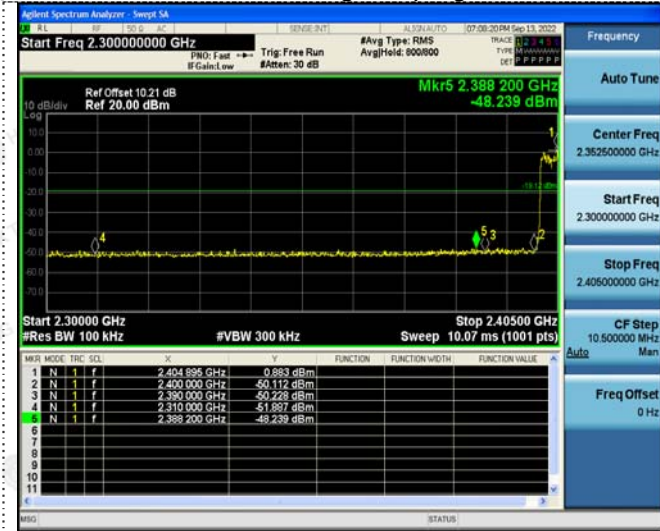 Agilent Spectrum Analyzer - Swept SA
RL RF 50 Ω AC SENSE:INT ALIGNAUTO 07:08:20 PM Sep 13, 2022
Start Freq 2.300000000 GHz
PNO: Fast
IFGain:Low
Trig: Free Run
#Atten: 30 dB
#Avg Type: RMS
Avg|Hold: 800/800
TRACE 1 2 3 4 5 6
TYPE M
DET P P P P P P
Mkr5 2.388 200 GHz
-48.239 dBm
Ref Offset 10.21 dB
10 dB/div Ref 20.00 dBm
Log
10.0
0.00
-10.0
-20.0
-30.0
-40.0
-50.0
-60.0
-70.0
1
4
5
3
2
Start 2.30000 GHz Stop 2.40500 GHz
#Res BW 100 kHz #VBW 300 kHz Sweep 10.07 ms (1001 pts)
MKR MODE TRC SCL X Y FUNCTION FUNCTION WIDTH FUNCTION VALUE
1 N 1 f 2.404 895 GHz 0.883 dBm
2 N 1 f 2.400 000 GHz -50.112 dBm
3 N 1 f 2.390 000 GHz -50.228 dBm
4 N 1 f 2.310 000 GHz -51.887 dBm
5 N 1 f 2.388 200 GHz -48.239 dBm
6
7
8
9
10
11
MSG STATUS
Frequency
Auto Tune
Center Freq
2.352500000 GHz
Start Freq
2.300000000 GHz
Stop Freq
2.405000000 GHz
CF Step
10.500000 MHz
Auto Man
Freq Offset
0 Hz